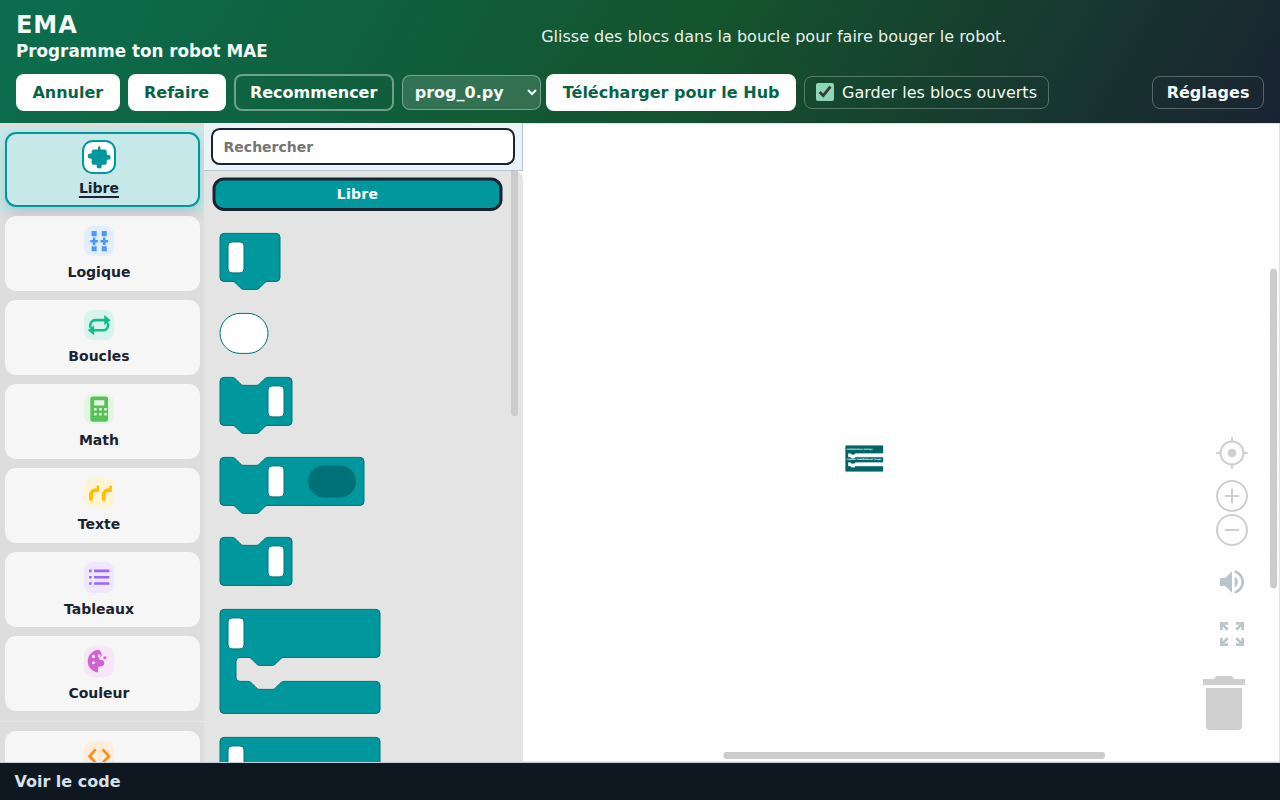 EMA
Programme ton robot MAE
Glisse des blocs dans la boucle pour faire bouger le robot.
Annuler
Refaire
Recommencer
prog_0.py
Télécharger pour le Hub
Garder les blocs ouverts
Réglages
Libre
Logique
Boucles
Math
Texte
Tableaux
Couleur
Rechercher
Libre
Voir le code